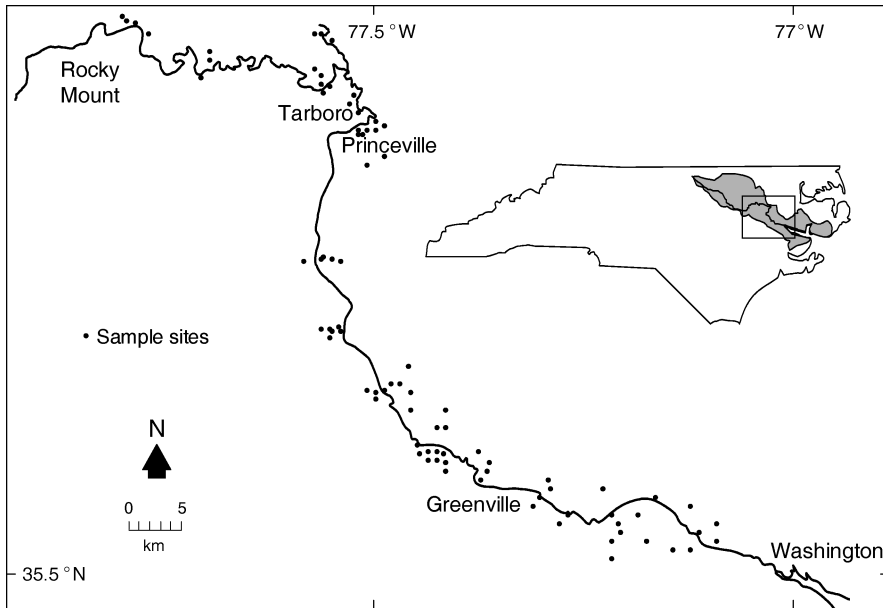 77.5 °W
77°W
Rocky
Mount
Tarboro
Princeville
Sample sites
N
0 5
km
Greenville
Washington
35.5 °N